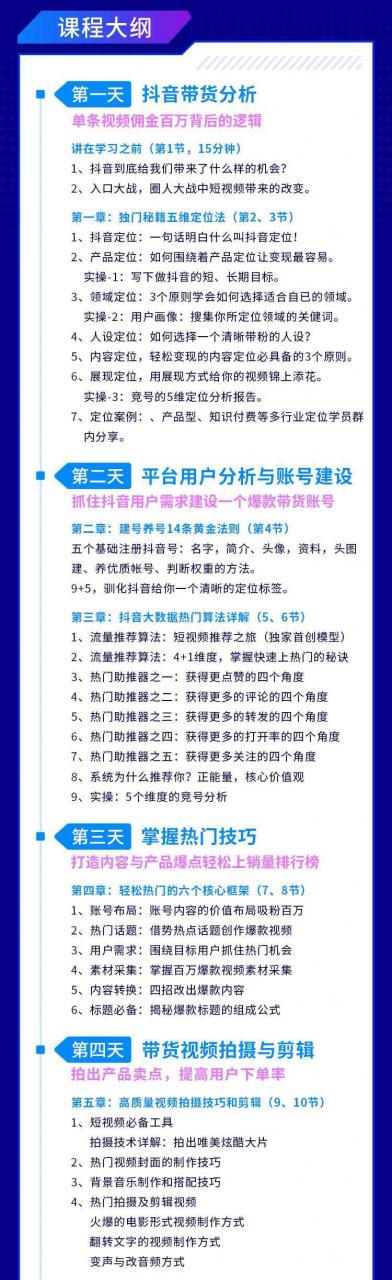 课程大纲
第一天 抖音带货分析
单条视频佣金百万背后的逻辑
讲在学习之前（第1节，15分钟）
1、抖音到底给我们带来了什么样的机会？
2、入口大战，圈人大战中短视频带来的改变。
第一章：独门秘籍五维定位法（第2、3节）
1、抖音定位：一句话明白什么叫抖音定位！
2、产品定位：如何围绕着产品定位让变现最容易。
实操-1：写下做抖音的短、长期目标。
3、领域定位：3个原则学会如何选择适合自已的领域。
实操-2：用户画像：搜集你所定位领域的关健词。
4、人设定位：如何选择一个清晰带粉的人设？
5、内容定位，轻松变现的内容定位必具备的3个原则。
6、展现定位，用展现方式给你的视频锦上添花。
实操-3：竞号的5维定位分析报告。
7、定位案例：、产品型、知识付费等多行业定位学员群
内分享。
第二天 平台用户分析与账号建设
抓住抖音用户需求建设一个爆款带货账号
第二章：建号养号14条黄金法则（第4节）
五个基础注册抖音号：名字，简介、头像，资料，头图
建、养优质帐号、判断权重的方法。
9+5，驯化抖音给你一个清晰的定位标签。
第三章：抖音大数据热门算法详解（5、6节）
1、流量推荐算法：短视频推荐之旅（独家首创模型）
2、流量推荐算法：4+1维度，掌握快速上热门的秘诀
3、热门助推器之一：获得更点赞的四个角度
4、热门助推器之二：获得更多的评论的四个角度
5、热门助推器之三：获得更多的转发的四个角度
6、热门助推器之四：获得更多的打开率的四个角度
7、热门助推器之五：获得更多关注的四个角度
8、系统为什么推荐你？正能量，核心价值观
9、实操：5个维度的竞号分析
第三天 掌握热门技巧
打造内容与产品爆点轻松上销量排行榜
第四章：轻松热门的六个核心框架（7、8节）
1、账号布局：账号内容的价值布局吸粉百万
2、热门话题：借势热点话题创作爆款视频
3、用户需求：围绕目标用户抓住热门机会
4、素材采集：掌握百万爆款视频素材采集
5、内容转换：四招改出爆款内容
6、标题必备：揭秘爆款标题的组成公式
第四天 带货视频拍摄与剪辑
拍出产品卖点，提高用户下单率
第五章：高质量视频拍摄技巧和剪辑（9、10节）
1、短视频必备工具
拍摄技术详解：拍出唯美炫酷大片
2、热门视频封面的制作技巧
3、背景音乐制作和搭配技巧
4、热门拍摄及剪辑视频
火爆的电影形式视频制作方式
翻转文字的视频制作方式
变声与改音频方式